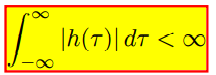 ∫_{-∞}^{∞} |h(τ)| dτ < ∞